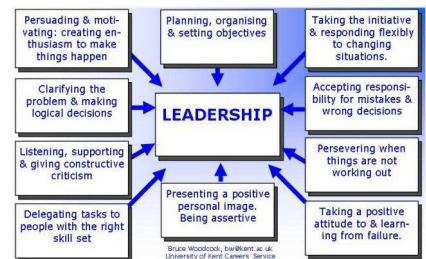 Persuading & moti-
vating: creating en-
thusiasm to make
things happen
Planning, organising
& setting objectives
Taking the initiative
& responding flexibly
to changing
situations.
Clarifying the
problem & making
logical decisions
LEADERSHIP
Accepting responsi-
bility for mistakes &
wrong decisions
Listening, supporting
& giving constructive
criticism
Persevering when
things are not
working out
Delegating tasks to
people with the right
skill set
Presenting a positive
personal image.
Being assertive
Taking a positive
attitude to & learn-
ing from failure.
Bruce Woodcock, bw@kent.ac.uk
University of Kent Careers Service